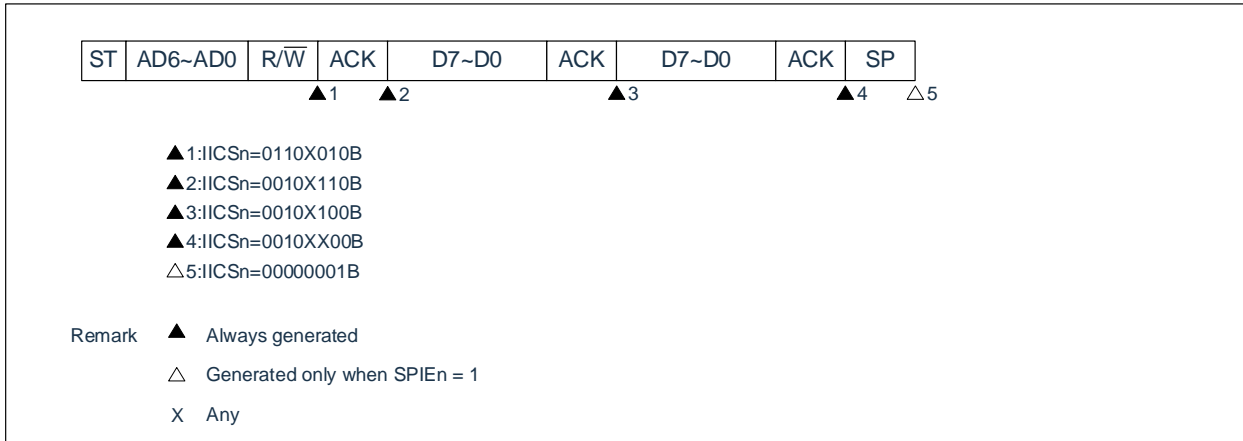 ST AD6~AD0 R/W̅ ACK D7~D0 ACK D7~D0 ACK SP
▲1 ▲2 ▲3 ▲4 △5
▲1:IICSn=0110X010B
▲2:IICSn=0010X110B
▲3:IICSn=0010X100B
▲4:IICSn=0010XX00B
△5:IICSn=00000001B
Remark ▲ Always generated
△ Generated only when SPIEn = 1
X Any